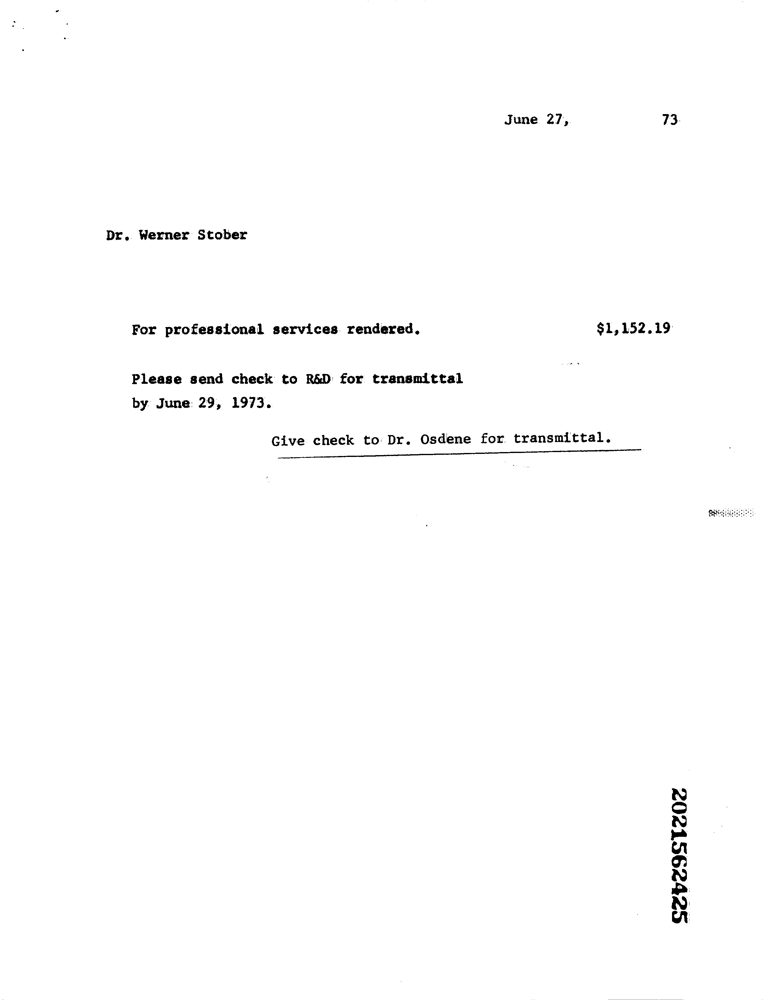 June 27, 73
Dr. Werner Stober
For professional services rendered. $1,152.19
Please send check to R&D for transmittal
by June 29, 1973.
Give check to Dr. Osdene for transmittal.
2021562425